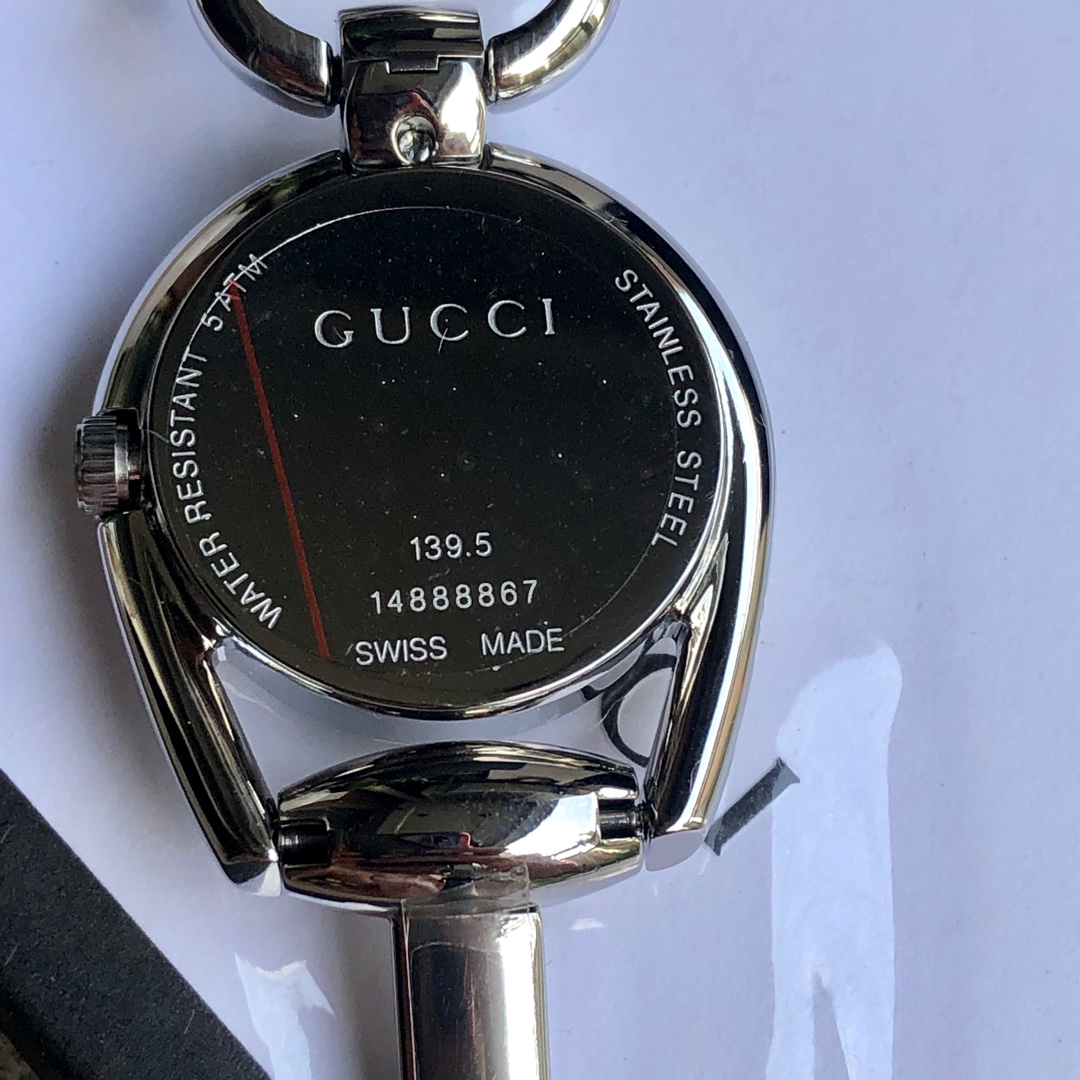 GUCCI
WATER RESISTANT 5 ATM
STAINLESS STEEL
139.5
14888867
SWISS MADE